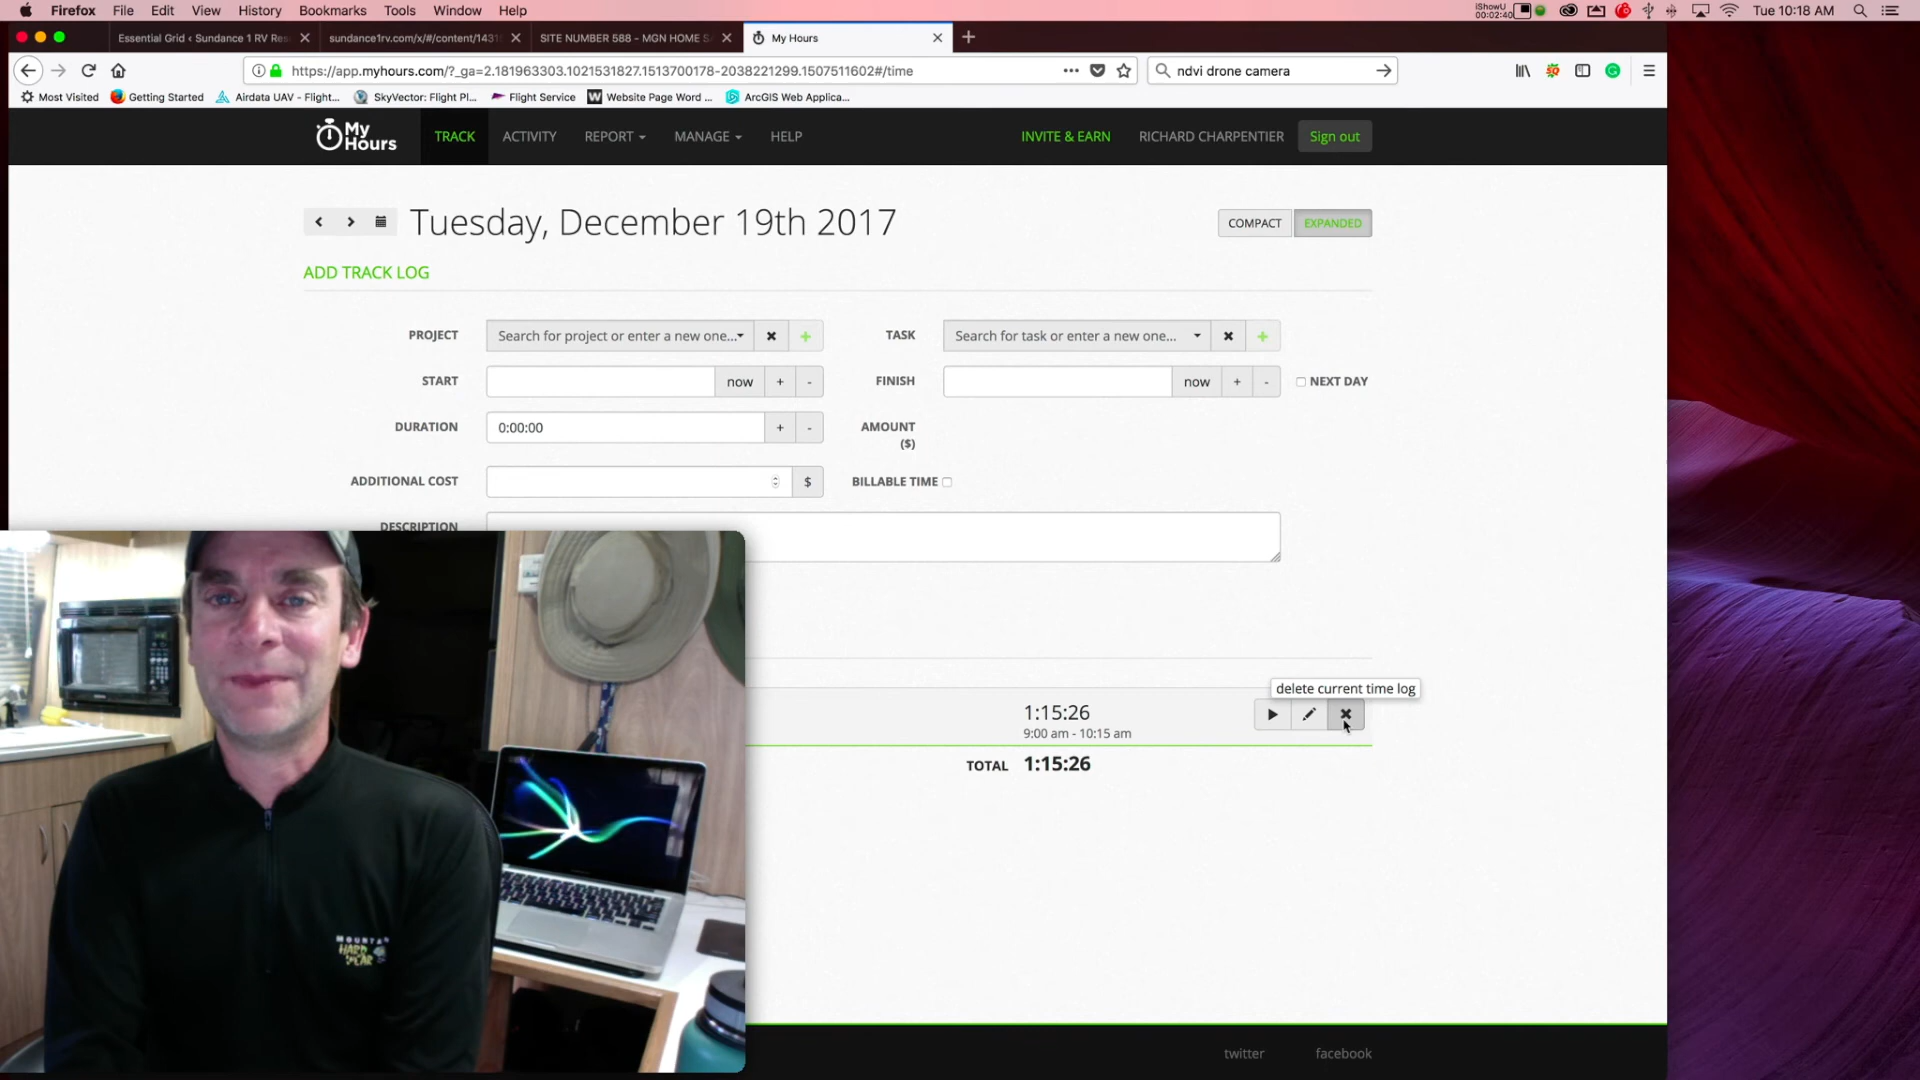 Firefox File Edit View History Bookmarks Tools Window Help
iShowU
00:02:40
Tue 10:18 AM
Essential Grid ‹ Sundance 1 RV Res
sundance1rv.com/x/#/content/1431
SITE NUMBER 588 - MGN HOME S
My Hours
https://app.myhours.com/?_ga=2.181963303.1021531827.1513700178-2038221299.1507511602#/time
ndvi drone camera
Most Visited
Getting Started
Airdata UAV - Flight...
SkyVector: Flight Pl...
Flight Service
Website Page Word ...
ArcGIS Web Applica...
My Hours
TRACK
ACTIVITY
REPORT
MANAGE
HELP
INVITE & EARN
RICHARD CHARPENTIER
Sign out
Tuesday, December 19th 2017
COMPACT
EXPANDED
ADD TRACK LOG
PROJECT
Search for project or enter a new one...
TASK
Search for task or enter a new one...
START
now + -
FINISH
now + -
NEXT DAY
DURATION
0:00:00
+ -
AMOUNT
($)
ADDITIONAL COST
$
BILLABLE TIME
DESCRIPTION
delete current time log
1:15:26
9:00 am - 10:15 am
TOTAL 1:15:26
MOUNTAIN
HARD
WEAR
twitter
facebook